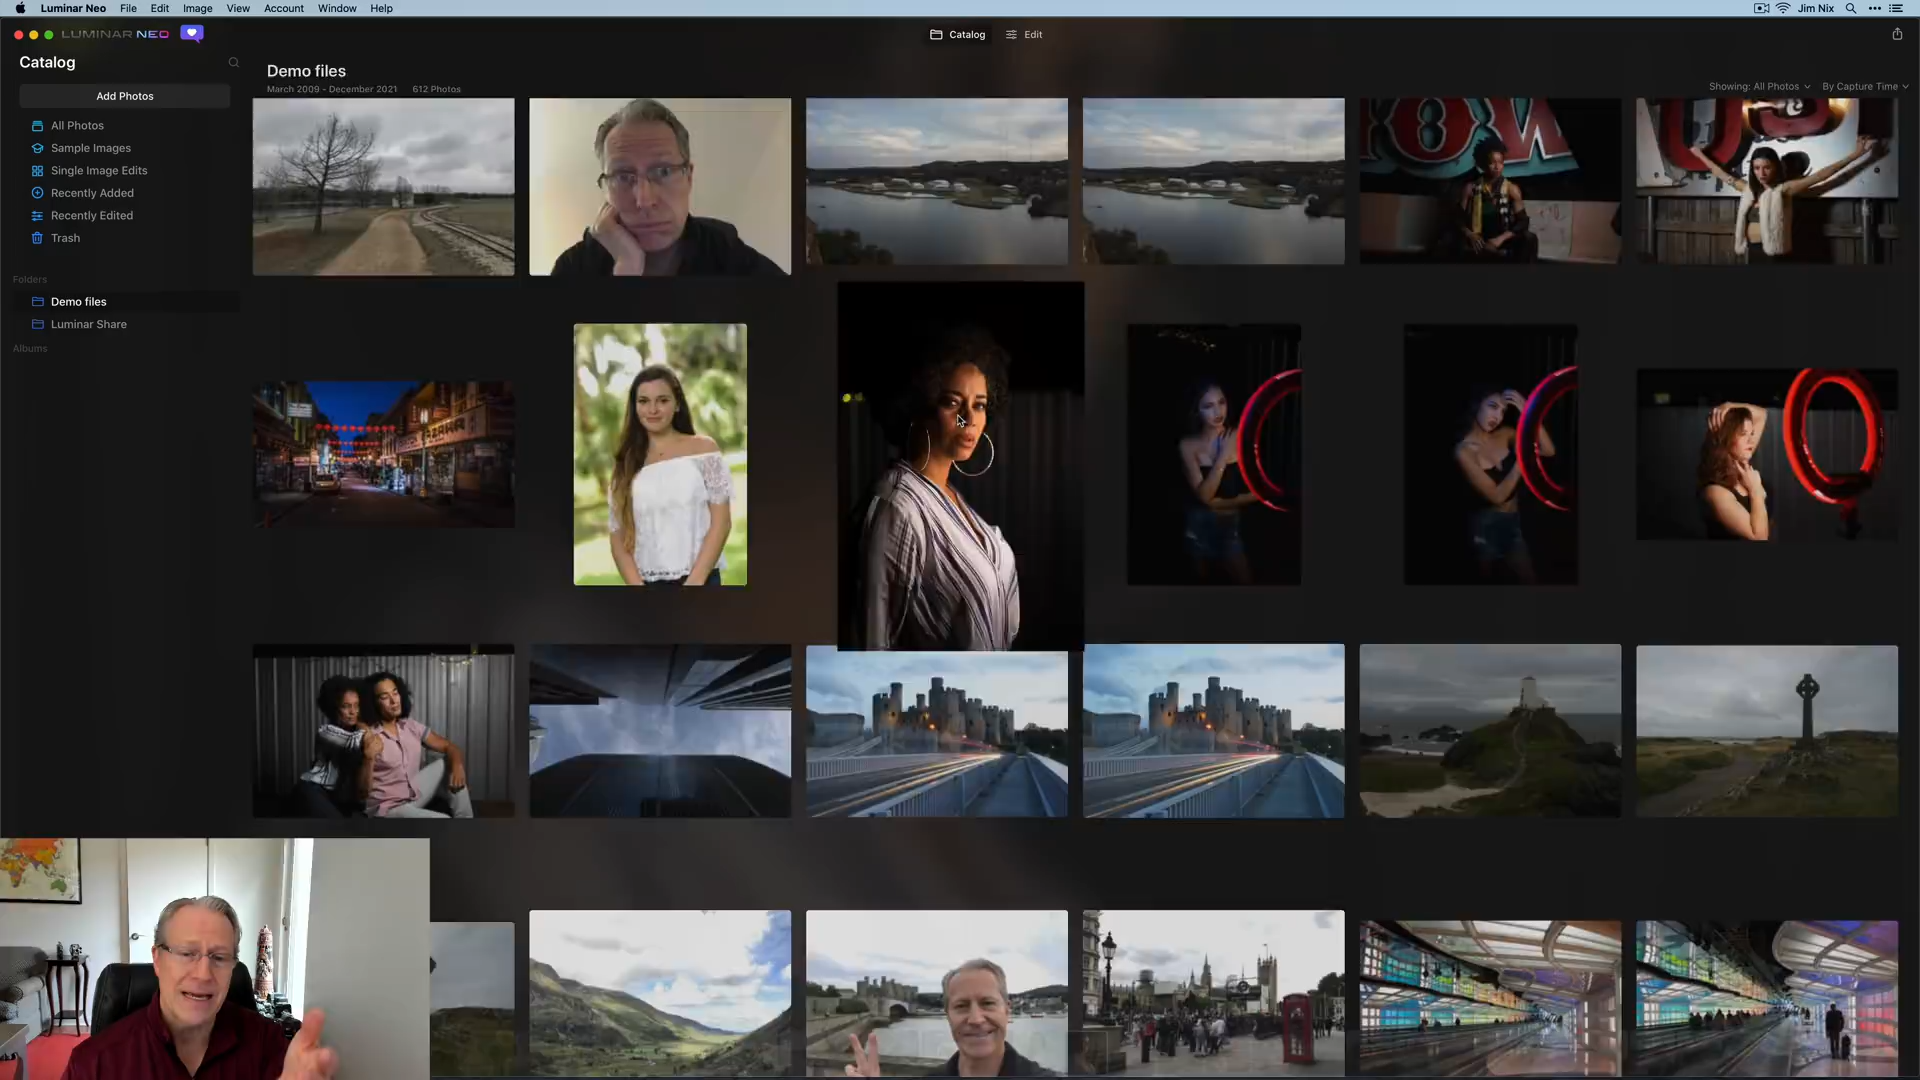 Luminar Neo File Edit Image View Account Window Help Jim Nix
LUMINAR NEO Catalog Edit
Catalog
Demo files
March 2009 - December 2021 612 Photos
Showing: All Photos By Capture Time
Add Photos
All Photos
Sample Images
Single Image Edits
Recently Added
Recently Edited
Trash
Folders
Demo files
Luminar Share
Albums